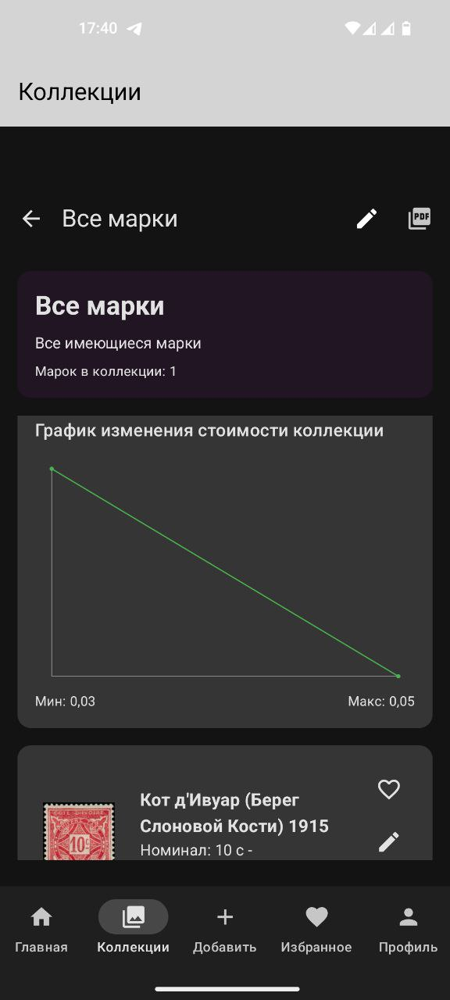 17:40
Коллекции
Все марки
PDF
Все марки
Все имеющиеся марки
Марок в коллекции: 1
График изменения стоимости коллекции
Мин: 0,03
Макс: 0,05
Кот д'Ивуар (Берег
Слоновой Кости) 1915
Номинал: 10 c -
COTE D'IVOIRE
10c
Главная
Коллекции
Добавить
Избранное
Профиль